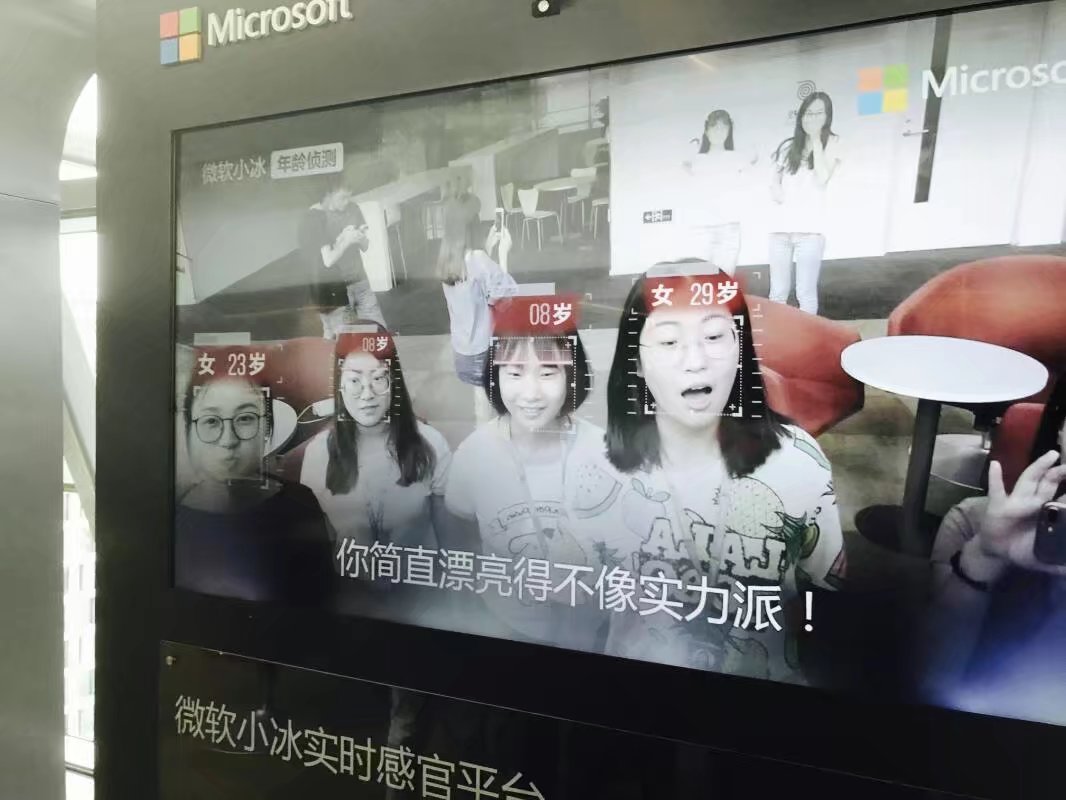 Microsoft
微软小冰 年龄侦测
女 23岁
08岁
08岁
女 29岁
你简直漂亮得不像实力派！
微软小冰实时感官平台